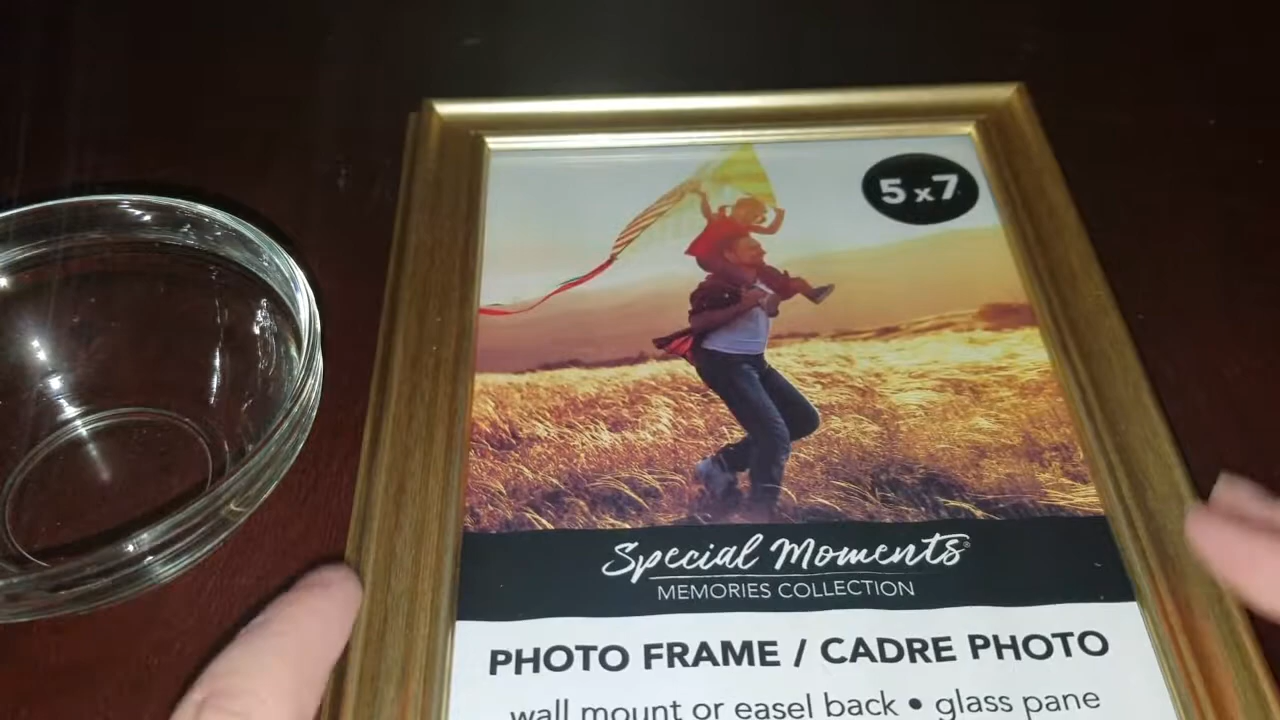 5x7
Special Moments®
MEMORIES COLLECTION
PHOTO FRAME / CADRE PHOTO
wall mount or easel back • glass pane